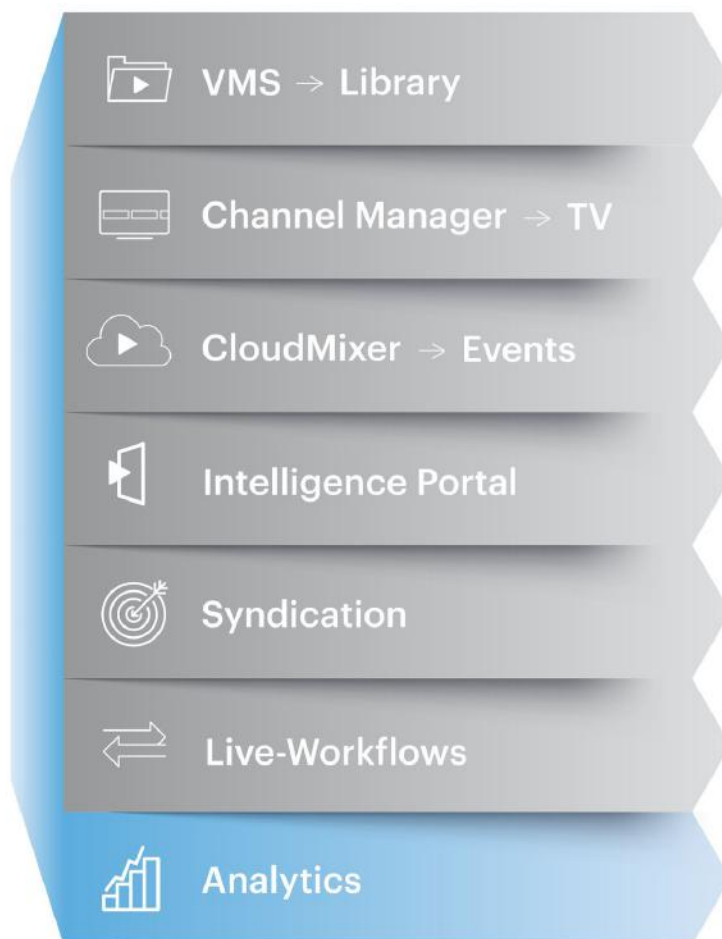 VMS → Library
Channel Manager → TV
CloudMixer → Events
Intelligence Portal
Syndication
Live-Workflows
Analytics